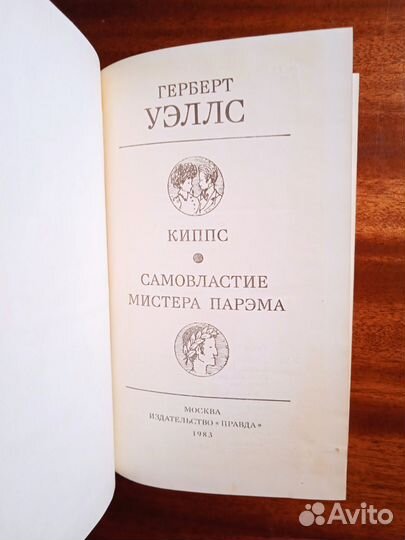 ГЕРБЕРТ
УЭЛЛС
КИППС
САМОВЛАСТИЕ
МИСТЕРА ПАРЭМА
МОСКВА
ИЗДАТЕЛЬСТВО «ПРАВДА»
1983
Avito